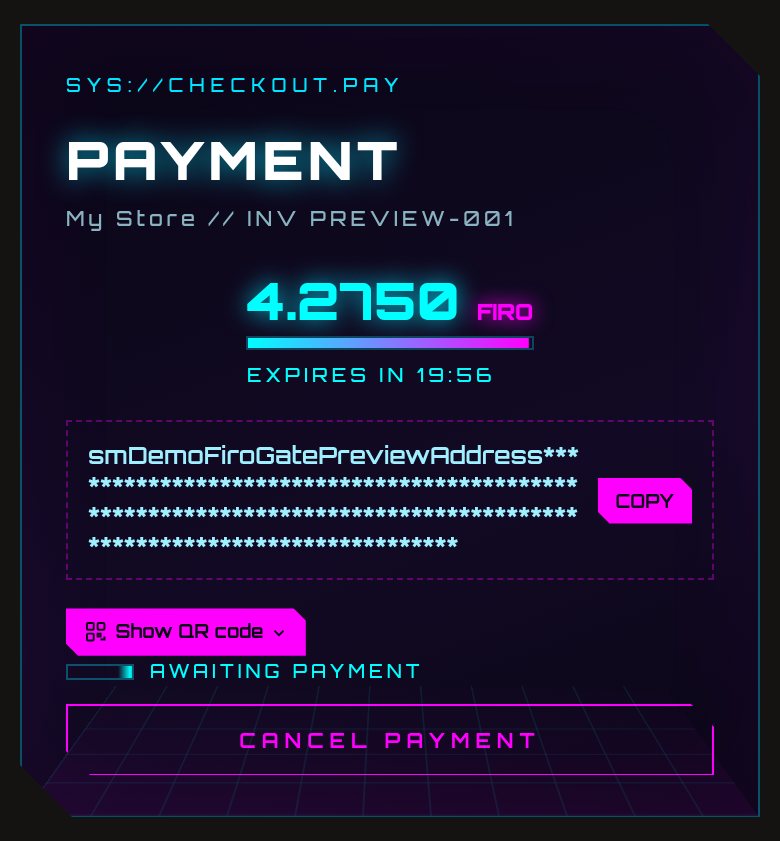 SYS://CHECKOUT.PAY
PAYMENT
My Store // INV PREVIEW-001
4.2750 FIRO
EXPIRES IN 19:56
smDemoFiroGatePreviewAddress***
*****************************************
*****************************************
*******************************
COPY
Show QR code
AWAITING PAYMENT
CANCEL PAYMENT